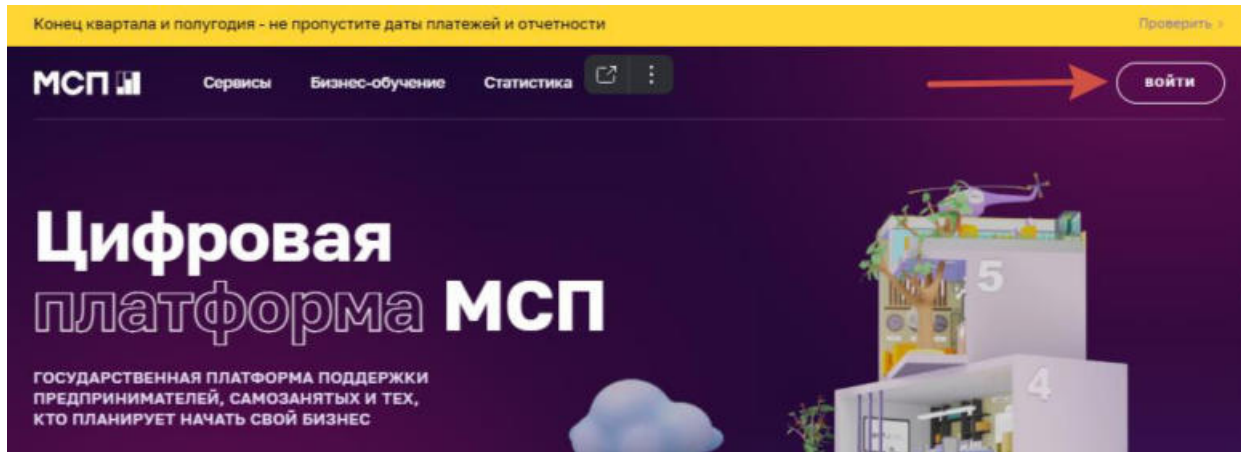 Конец квартала и полугодия - не пропустите даты платежей и отчетности
Проверить >
МСП
Сервисы Бизнес-обучение Статистика
ВОЙТИ
Цифровая
платформа МСП
ГОСУДАРСТВЕННАЯ ПЛАТФОРМА ПОДДЕРЖКИ
ПРЕДПРИНИМАТЕЛЕЙ, САМОЗАНЯТЫХ И ТЕХ,
КТО ПЛАНИРУЕТ НАЧАТЬ СВОЙ БИЗНЕС
5
4